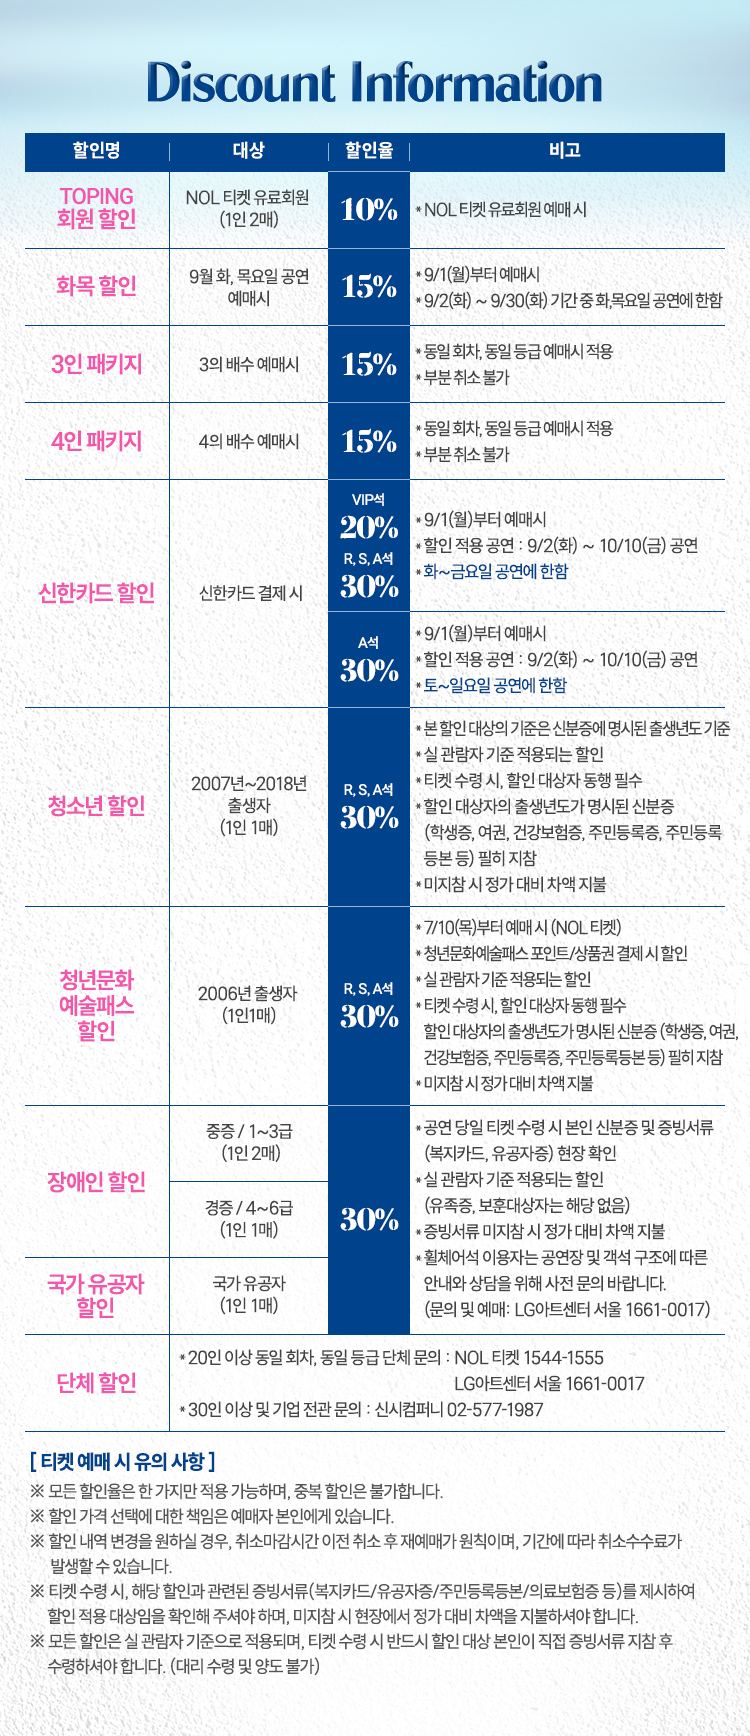 Discount Information
할인명 대상 할인율 비고
TOPING
회원 할인
NOL 티켓 유료회원
(1인 2매)
10%
* NOL 티켓 유료회원 예매 시
화목 할인
9월 화, 목요일 공연
예매시
15%
* 9/1(월)부터 예매시
* 9/2(화) ~ 9/30(화) 기간 중 화,목요일 공연에 한함
3인 패키지
3의 배수 예매시
15%
* 동일 회차, 동일 등급 예매시 적용
* 부분 취소 불가
4인 패키지
4의 배수 예매시
15%
* 동일 회차, 동일 등급 예매시 적용
* 부분 취소 불가
신한카드 할인
신한카드 결제 시
VIP석
20%
R, S, A석
30%
* 9/1(월)부터 예매시
* 할인 적용 공연 : 9/2(화) ~ 10/10(금) 공연
* 화~금요일 공연에 한함
A석
30%
* 9/1(월)부터 예매시
* 할인 적용 공연 : 9/2(화) ~ 10/10(금) 공연
* 토~일요일 공연에 한함
청소년 할인
2007년~2018년
출생자
(1인 1매)
R, S, A석
30%
* 본 할인 대상의 기준은 신분증에 명시된 출생년도 기준
* 실 관람자 기준 적용되는 할인
* 티켓 수령 시, 할인 대상자 동행 필수
* 할인 대상자의 출생년도가 명시된 신분증
(학생증, 여권, 건강보험증, 주민등록증, 주민등록
등본 등) 필히 지참
* 미지참 시 정가 대비 차액 지불
청년문화
예술패스
할인
2006년 출생자
(1인1매)
R, S, A석
30%
* 7/10(목)부터 예매 시 (NOL 티켓)
* 청년문화예술패스 포인트/상품권 결제 시 할인
* 실 관람자 기준 적용되는 할인
* 티켓 수령 시, 할인 대상자 동행 필수
할인 대상자의 출생년도가 명시된 신분증 (학생증, 여권,
건강보험증, 주민등록증, 주민등록등본 등) 필히 지참
* 미지참 시 정가 대비 차액 지불
장애인 할인
중증 / 1~3급
(1인 2매)
경증 / 4~6급
(1인 1매)
국가 유공자
할인
국가 유공자
(1인 1매)
30%
* 공연 당일 티켓 수령 시 본인 신분증 및 증빙서류
(복지카드, 유공자증) 현장 확인
* 실 관람자 기준 적용되는 할인
(유족증, 보훈대상자는 해당 없음)
* 증빙서류 미지참 시 정가 대비 차액 지불
* 휠체어석 이용자는 공연장 및 객석 구조에 따른
안내와 상담을 위해 사전 문의 바랍니다.
(문의 및 예매: LG아트센터 서울 1661-0017)
단체 할인
* 20인 이상 동일 회차, 동일 등급 단체 문의 : NOL 티켓 1544-1555
LG아트센터 서울 1661-0017
* 30인 이상 및 기업 전관 문의 : 신시컴퍼니 02-577-1987
[ 티켓 예매 시 유의 사항 ]
※ 모든 할인율은 한 가지만 적용 가능하며, 중복 할인은 불가합니다.
※ 할인 가격 선택에 대한 책임은 예매자 본인에게 있습니다.
※ 할인 내역 변경을 원하실 경우, 취소마감시간 이전 취소 후 재예매가 원칙이며, 기간에 따라 취소수수료가
발생할 수 있습니다.
※ 티켓 수령 시, 해당 할인과 관련된 증빙서류(복지카드/유공자증/주민등록등본/의료보험증 등)를 제시하여
할인 적용 대상임을 확인해 주셔야 하며, 미지참 시 현장에서 정가 대비 차액을 지불하셔야 합니다.
※ 모든 할인은 실 관람자 기준으로 적용되며, 티켓 수령 시 반드시 할인 대상 본인이 직접 증빙서류 지참 후
수령하셔야 합니다. (대리 수령 및 양도 불가)